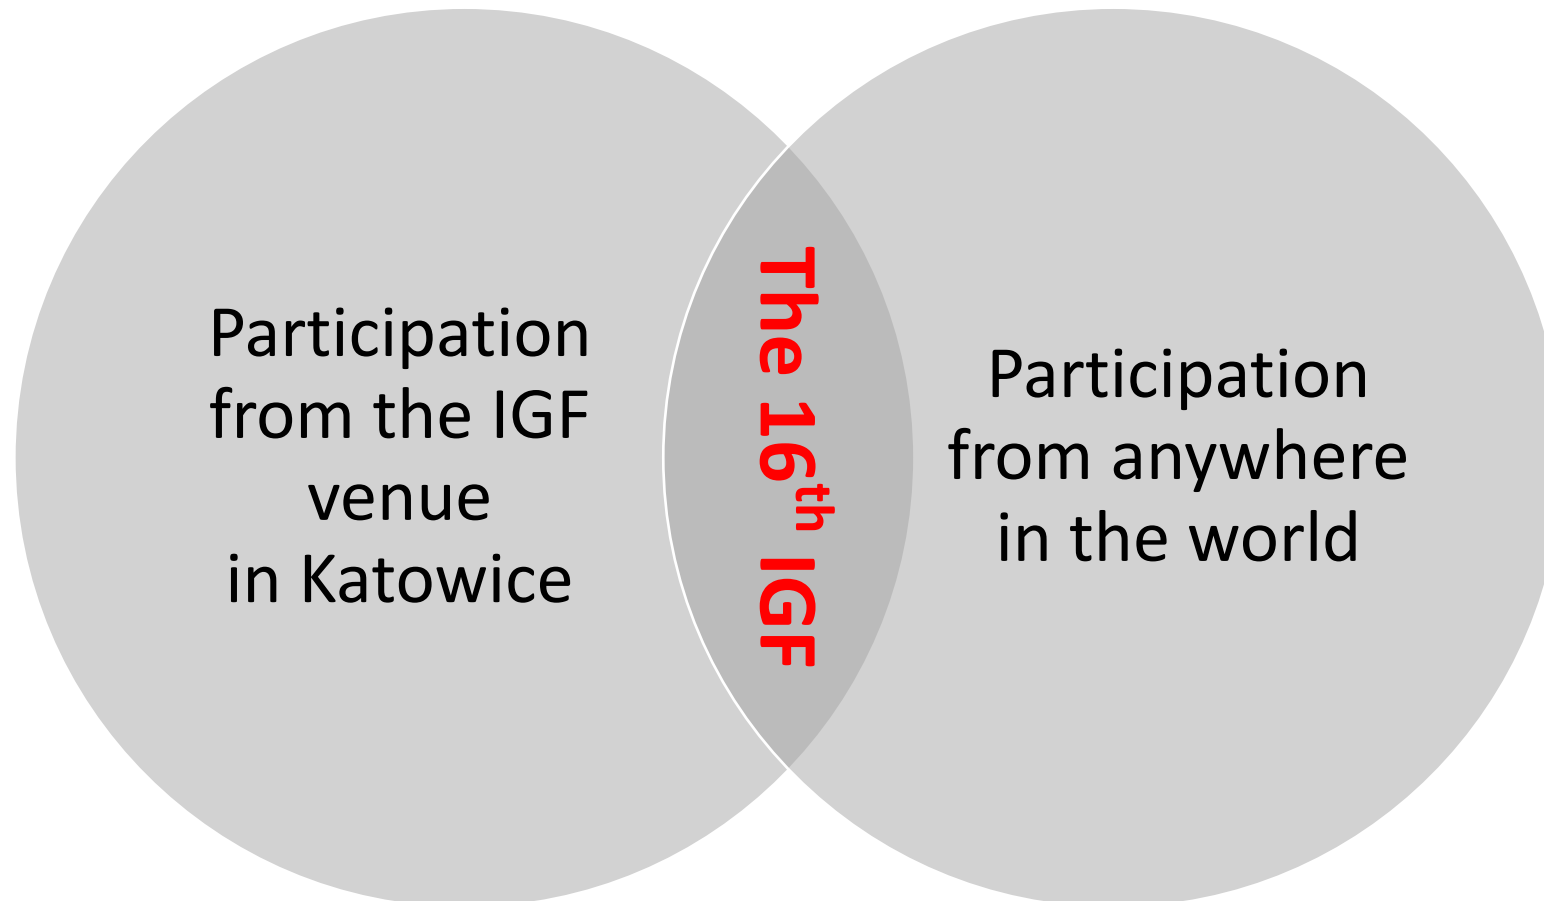 Participation
from the IGF
venue
in Katowice
The 16th IGF
Participation
from anywhere
in the world